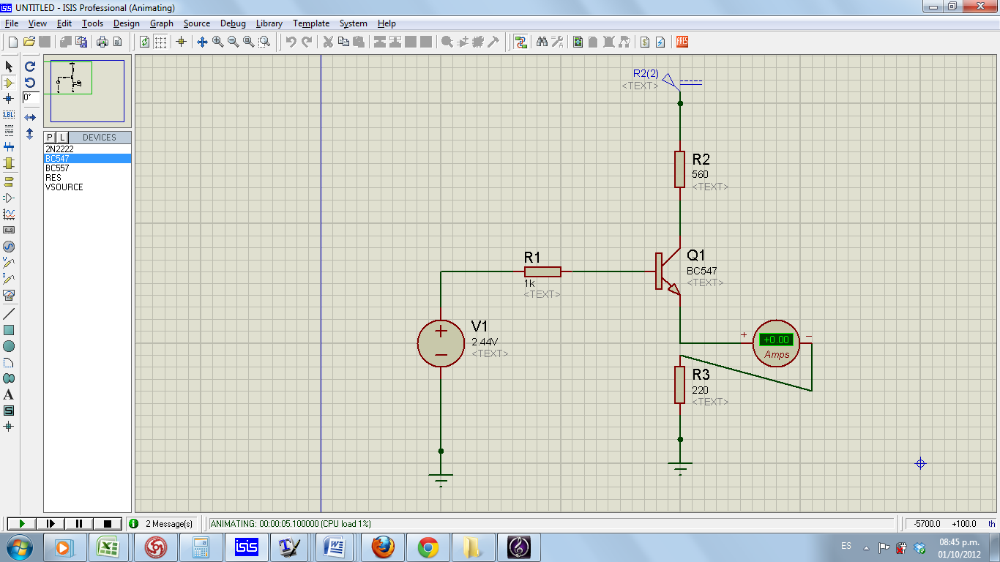 UNTITLED - ISIS Professional (Animating)
File View Edit Tools Design Graph Source Debug Library Template System Help
ARES
LBL
0°
P L DEVICES
2N2222
BC547
BC557
RES
VSOURCE
A
S
R2(2)
<TEXT>
R2
560
<TEXT>
R1
1k
<TEXT>
Q1
BC547
<TEXT>
V1
2.44V
<TEXT>
+0.00
Amps
R3
220
<TEXT>
2 Message(s)
ANIMATING: 00:00:05.100000 (CPU load 1%)
-5700.0 +100.0 th
isis
ES
08:45 p.m.
01/10/2012